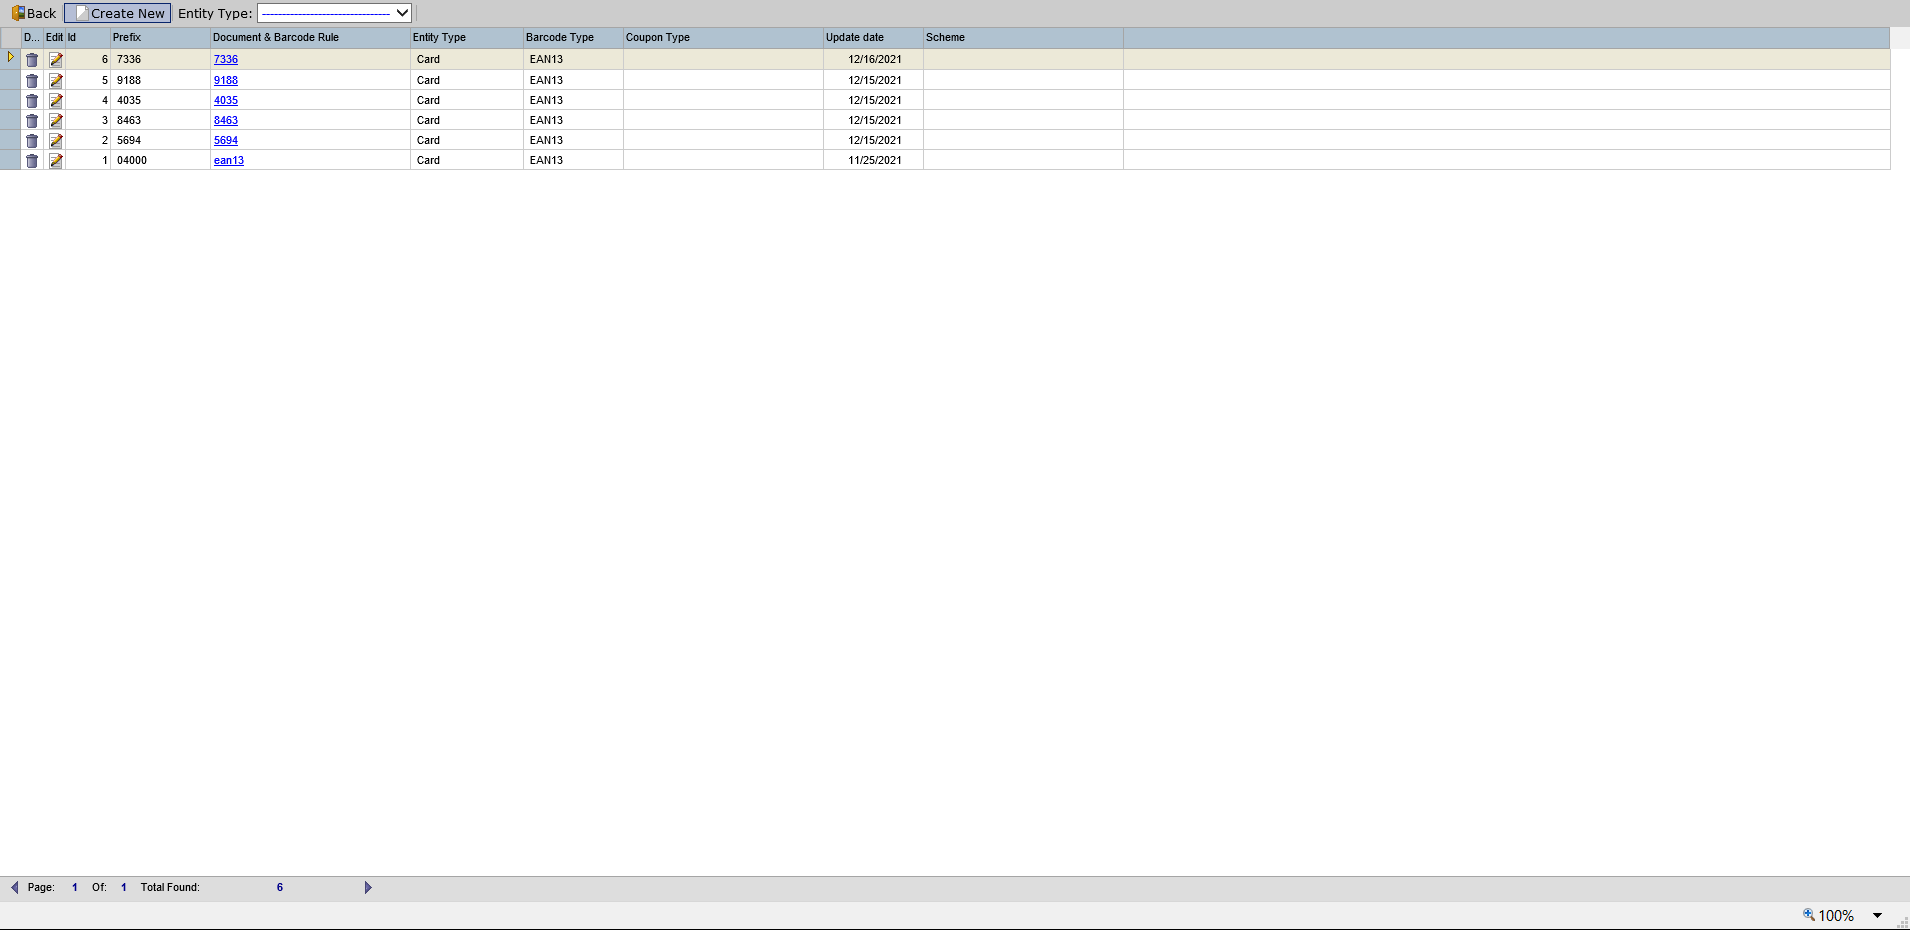 Back Create New Entity Type: --------------------------------
D... Edit Id Prefix Document & Barcode Rule Entity Type Barcode Type Coupon Type Update date Scheme
6 7336 7336 Card EAN13 12/16/2021
5 9188 9188 Card EAN13 12/15/2021
4 4035 4035 Card EAN13 12/15/2021
3 8463 8463 Card EAN13 12/15/2021
2 5694 5694 Card EAN13 12/15/2021
1 04000 ean13 Card EAN13 11/25/2021
Page: 1 Of: 1 Total Found: 6
100%